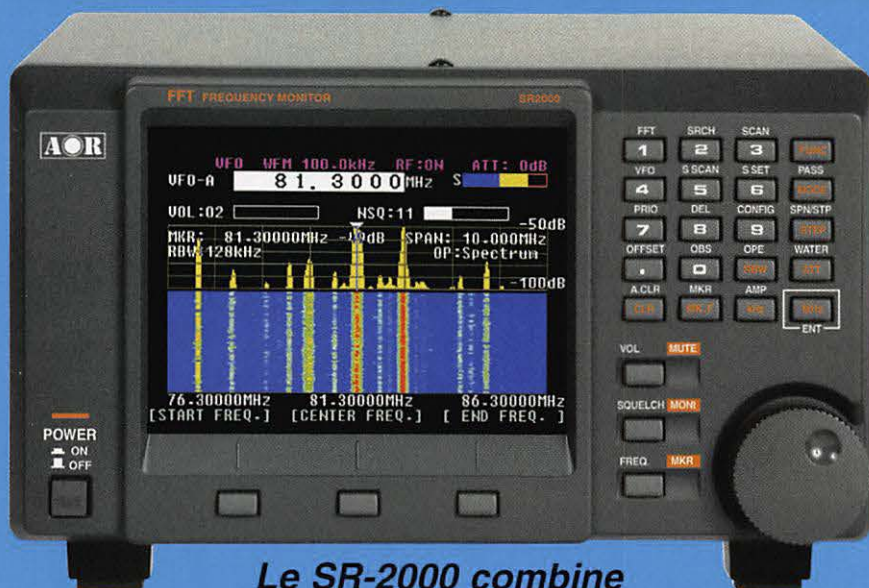 FFT FREQUENCY MONITOR SR2000
AOR
VFO WFM 100.0kHz RF:ON ATT: 0dB
VFO-A 81.3000MHz S
VOL:02 NSQ:11
-50dB
MKR: 81.30000MHz SPAN: 10.000MHz
RBW:128kHz OP:Spectrum
-100dB
76.30000MHz 81.30000MHz 86.30000MHz
[START FREQ.] [CENTER FREQ.] [ END FREQ. ]
POWER
ON
OFF
FFT SRCH SCAN
1 2 3 FUNC
VFO S SCAN S SET PASS
4 5 6
PRIO DEL CONFIG SPN/STP
7 8 9 STEP
OFFSET OBS OPE WATER
. 0 ATT
A.CLR MKR AMP
CLR
ENT
VOL MUTE
SQUELCH MONI
FREQ. MKR
Le SR-2000 combine